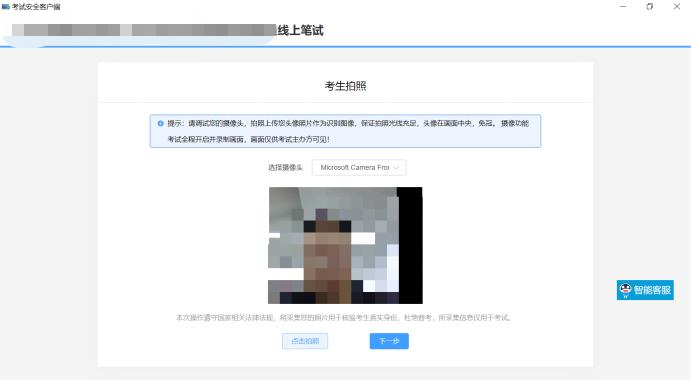 考试安全客户端
线上笔试
考生拍照
提示：请调试您的摄像头，拍照上传您头像照片作为识别图像，保证拍照光线充足，头像在画面中央，免冠。 摄像功能
考试全程开启并录制画面，画面仅供考试主办方可见！
选择摄像头 Microsoft Camera Fror
本次操作遵守国家相关法律法规，将采集您的照片用于核验考生真实身份，杜绝替考，所采集信息仅用于考试。
点击拍照 下一步
智能客服